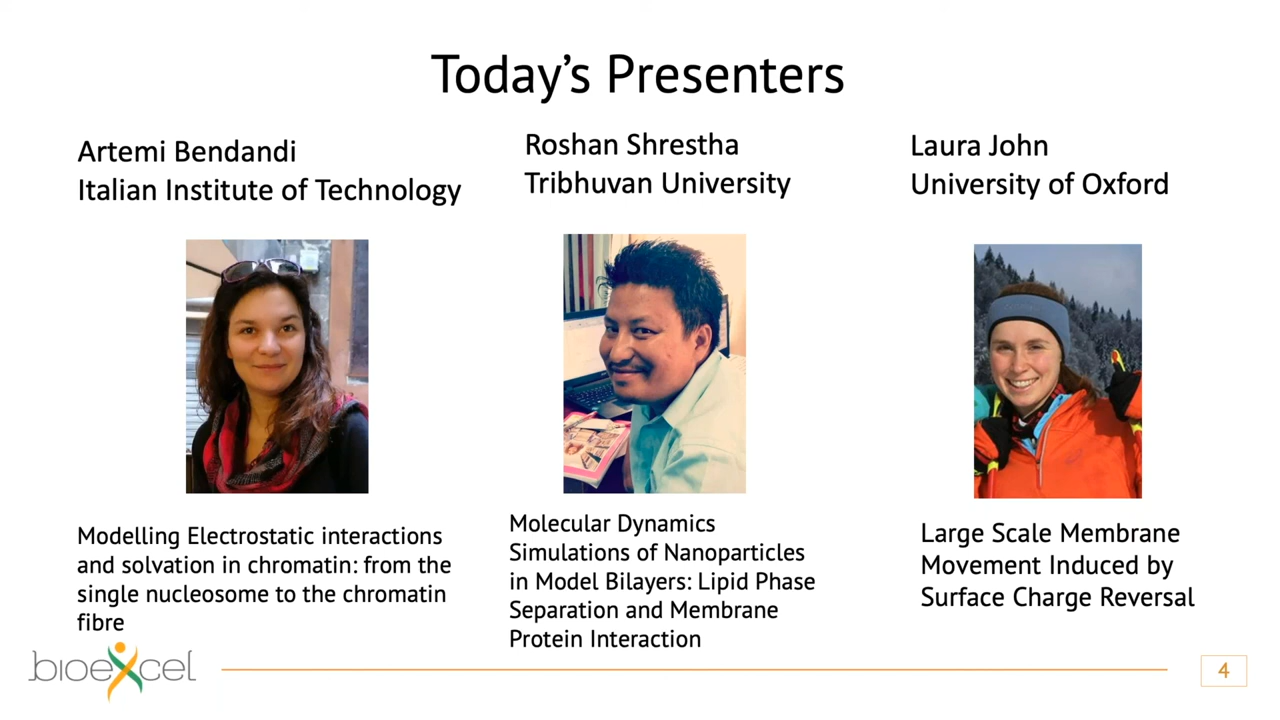 Today's Presenters
Artemi Bendandi
Italian Institute of Technology
Roshan Shrestha
Tribhuvan University
Laura John
University of Oxford
Modelling Electrostatic interactions
and solvation in chromatin: from the
single nucleosome to the chromatin
fibre
Molecular Dynamics
Simulations of Nanoparticles
in Model Bilayers: Lipid Phase
Separation and Membrane
Protein Interaction
Large Scale Membrane
Movement Induced by
Surface Charge Reversal
bioexcel
4